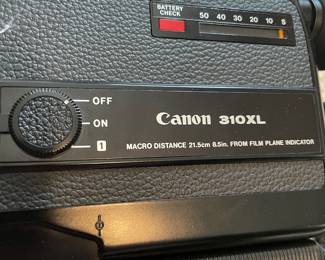 BATTERY
CHECK
50 40 30 20 10 S
OFF
ON
1
Canon 310XL
MACRO DISTANCE 21.5cm 8.5in. FROM FILM PLANE INDICATOR